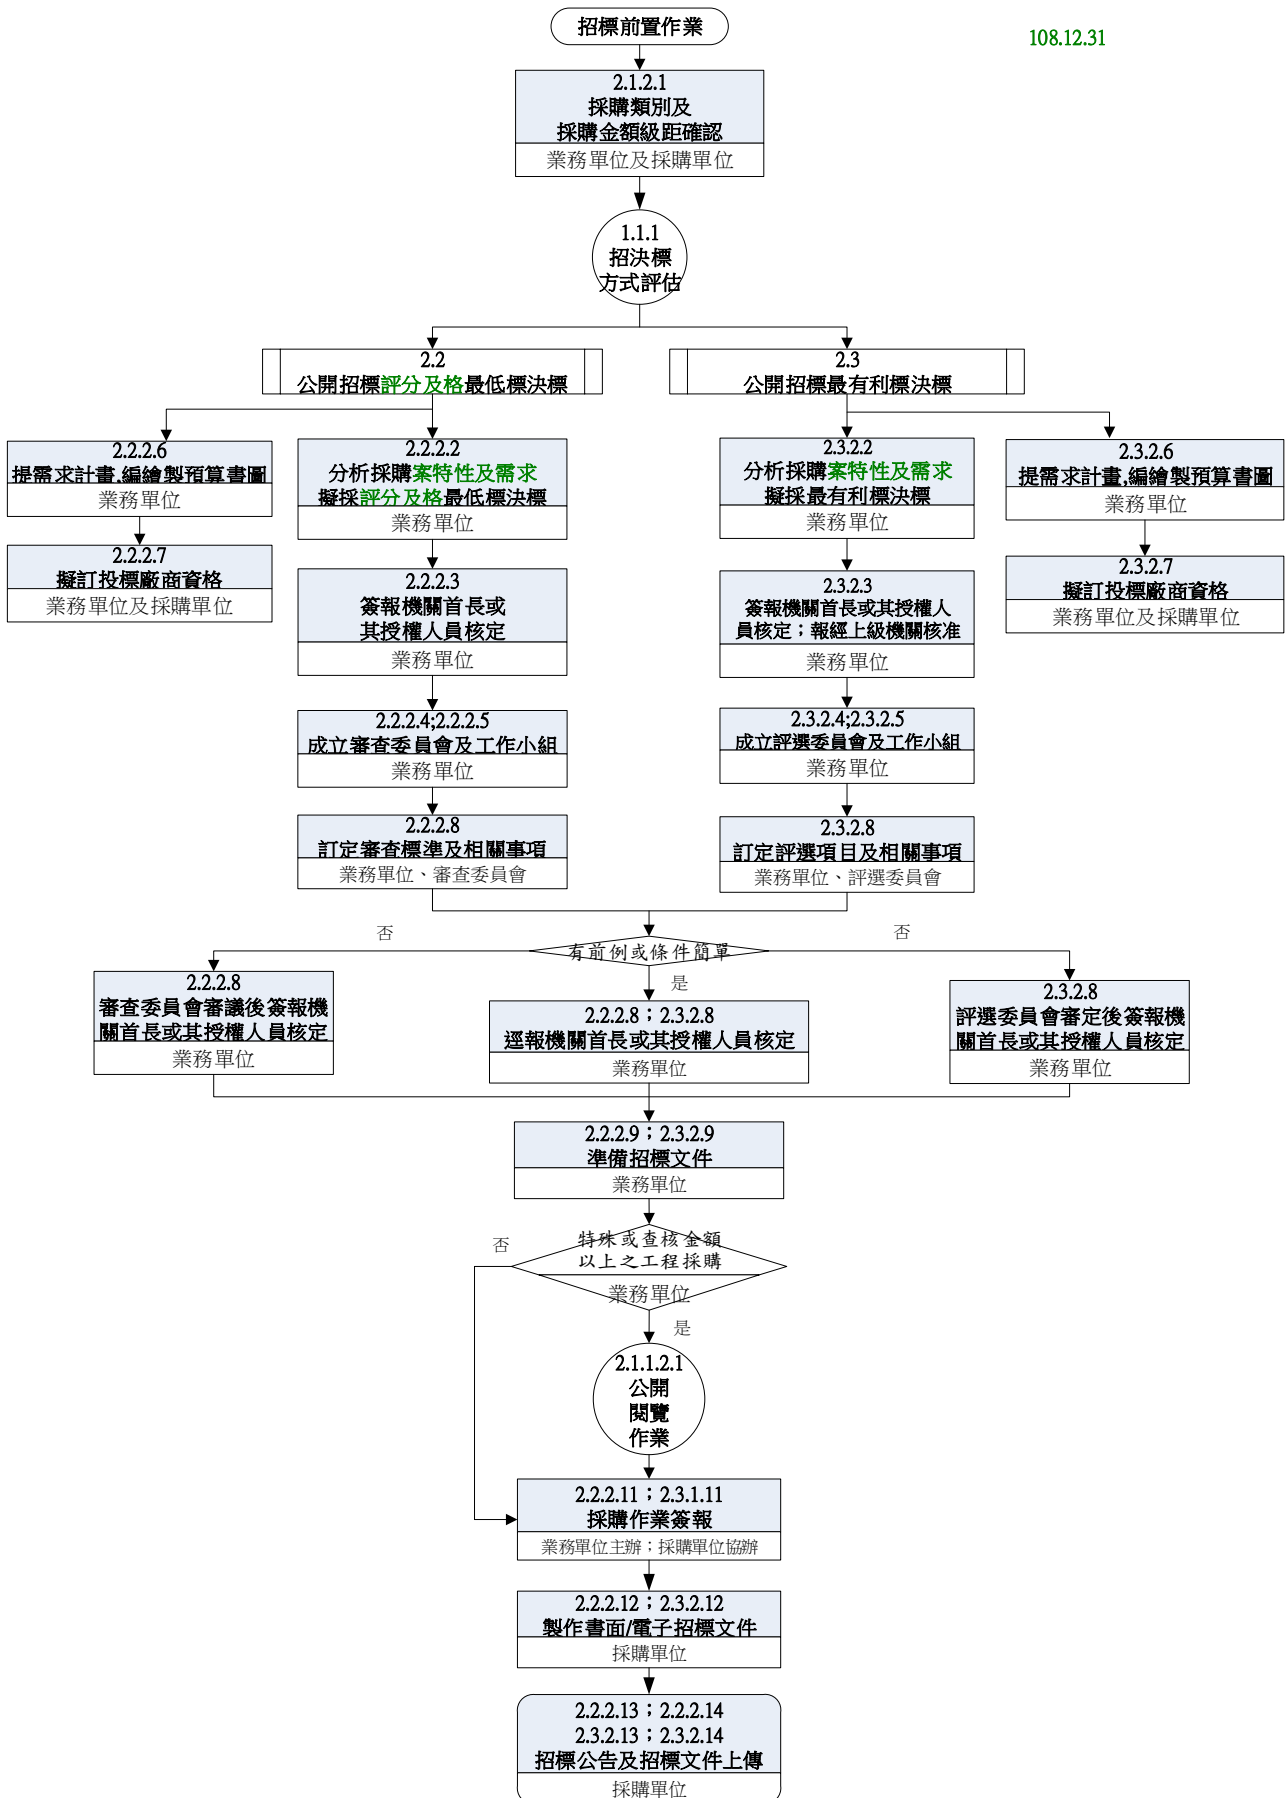 招標前置作業
108.12.31
2.1.2.1
採購類別及
採購金額級距確認
業務單位及採購單位
1.1.1
招決標
方式評估
2.2
公開招標評分及格最低標決標
2.3
公開招標最有利標決標
2.2.2.6
提需求計畫,編繪製預算書圖
業務單位
2.2.2.7
擬訂投標廠商資格
業務單位及採購單位
2.2.2.2
分析採購案特性及需求
擬採評分及格最低標決標
業務單位
2.2.2.3
簽報機關首長或
其授權人員核定
業務單位
2.2.2.4;2.2.2.5
成立審查委員會及工作小組
業務單位
2.2.2.8
訂定審查標準及相關事項
業務單位、審查委員會
2.3.2.2
分析採購案特性及需求
擬採最有利標決標
業務單位
2.3.2.3
簽報機關首長或其授權人
員核定；報經上級機關核准
業務單位
2.3.2.4;2.3.2.5
成立評選委員會及工作小組
業務單位
2.3.2.8
訂定評選項目及相關事項
業務單位、評選委員會
2.3.2.6
提需求計畫,編繪製預算書圖
業務單位
2.3.2.7
擬訂投標廠商資格
業務單位及採購單位
否
有前例或條件簡單
否
是
2.2.2.8
審查委員會審議後簽報機
關首長或其授權人員核定
業務單位
2.2.2.8；2.3.2.8
逕報機關首長或其授權人員核定
業務單位
2.3.2.8
評選委員會審定後簽報機
關首長或其授權人員核定
業務單位
2.2.2.9；2.3.2.9
準備招標文件
業務單位
否
特殊或查核金額
以上之工程採購
業務單位
是
2.1.1.2.1
公開
閱覽
作業
2.2.2.11；2.3.1.11
採購作業簽報
業務單位主辦；採購單位協辦
2.2.2.12；2.3.2.12
製作書面/電子招標文件
採購單位
2.2.2.13；2.2.2.14
2.3.2.13；2.3.2.14
招標公告及招標文件上傳
採購單位